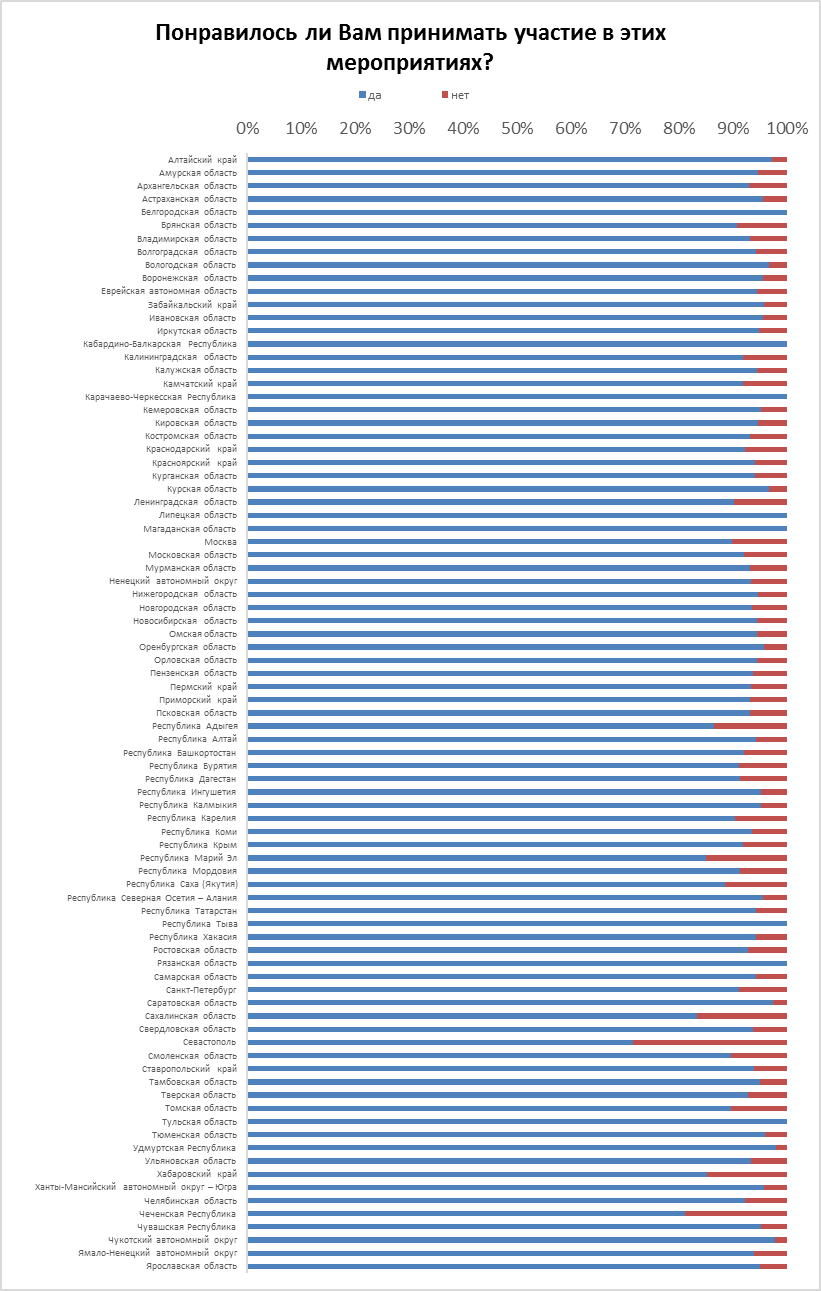 Понравилось ли Вам принимать участие в этих
мероприятиях?
да нет
0% 10% 20% 30% 40% 50% 60% 70% 80% 90% 100%
Алтайский край
Амурская область
Архангельская область
Астраханская область
Белгородская область
Брянская область
Владимирская область
Волгоградская область
Вологодская область
Воронежская область
Еврейская автономная область
Забайкальский край
Ивановская область
Иркутская область
Кабардино-Балкарская Республика
Калининградская область
Калужская область
Камчатский край
Карачаево-Черкесская Республика
Кемеровская область
Кировская область
Костромская область
Краснодарский край
Красноярский край
Курганская область
Курская область
Ленинградская область
Липецкая область
Магаданская область
Москва
Московская область
Мурманская область
Ненецкий автономный округ
Нижегородская область
Новгородская область
Новосибирская область
Омская область
Оренбургская область
Орловская область
Пензенская область
Пермский край
Приморский край
Псковская область
Республика Адыгея
Республика Алтай
Республика Башкортостан
Республика Бурятия
Республика Дагестан
Республика Ингушетия
Республика Калмыкия
Республика Карелия
Республика Коми
Республика Крым
Республика Марий Эл
Республика Мордовия
Республика Саха (Якутия)
Республика Северная Осетия – Алания
Республика Татарстан
Республика Тыва
Республика Хакасия
Ростовская область
Рязанская область
Самарская область
Санкт-Петербург
Саратовская область
Сахалинская область
Свердловская область
Севастополь
Смоленская область
Ставропольский край
Тамбовская область
Тверская область
Томская область
Тульская область
Тюменская область
Удмуртская Республика
Ульяновская область
Хабаровский край
Ханты-Мансийский автономный округ – Югра
Челябинская область
Чеченская Республика
Чувашская Республика
Чукотский автономный округ
Ямало-Ненецкий автономный округ
Ярославская область